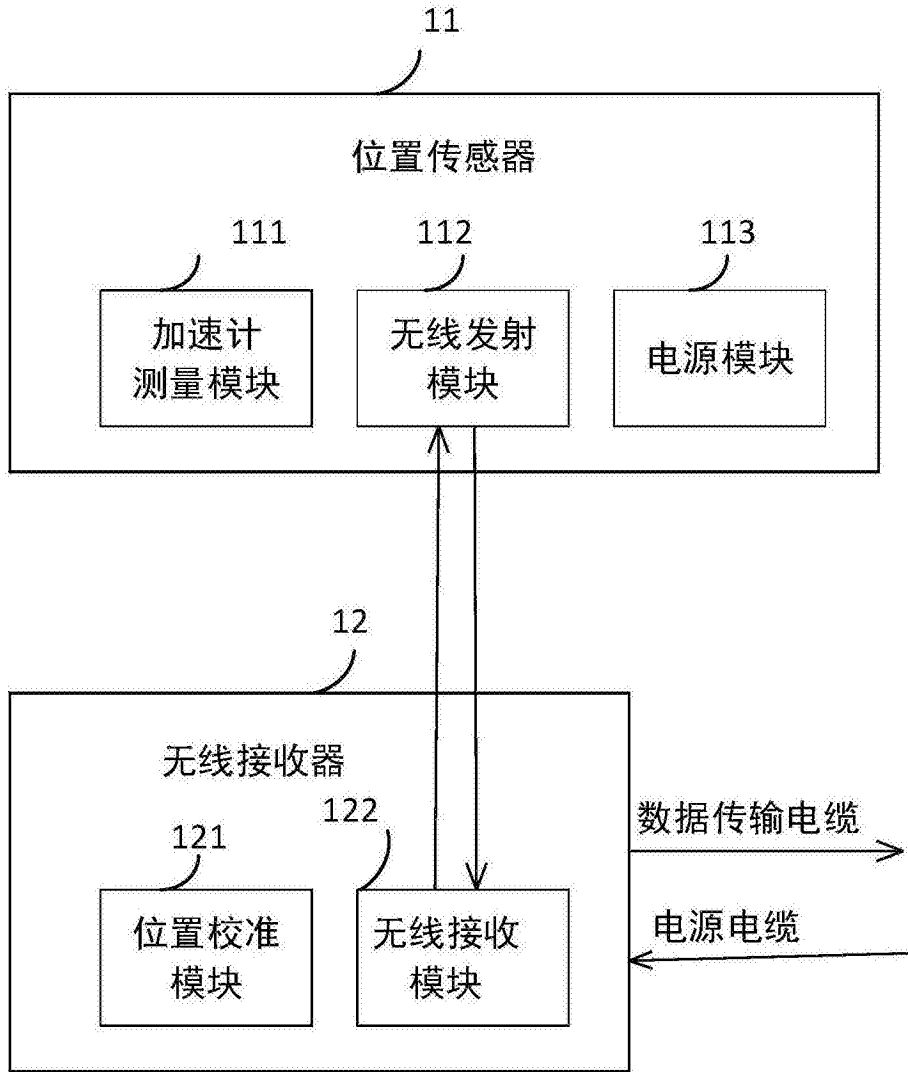 11
位置传感器
111
112
113
加速计
测量模块
无线发射
模块
电源模块
12
无线接收器
121
122
位置校准
模块
无线接收
模块
数据传输电缆
电源电缆